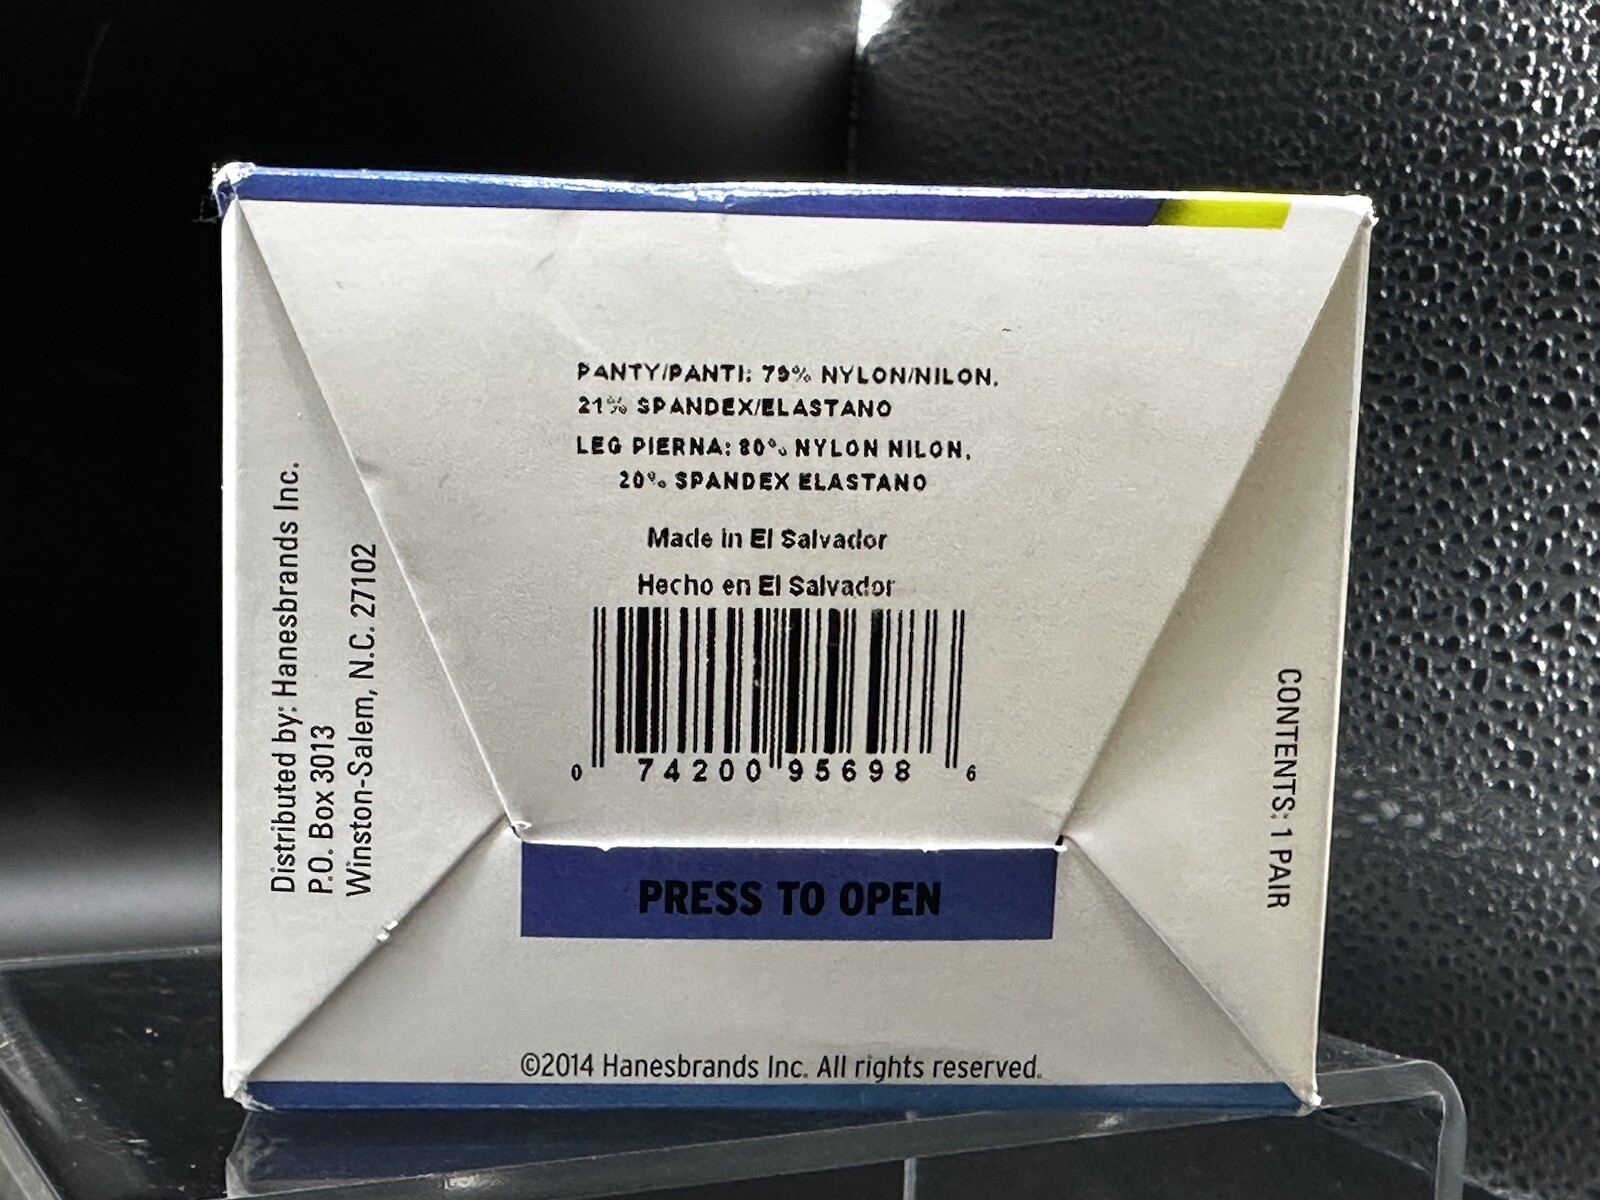 PANTY/PANTI: 79% NYLON/NILON,
21% SPANDEX/ELASTANO
LEG PIERNA: 80% NYLON NILON,
20% SPANDEX ELASTANO
Made in El Salvador
Hecho en El Salvador
0 74200 95698 6
PRESS TO OPEN
©2014 Hanesbrands Inc. All rights reserved.
Distributed by: Hanesbrands Inc.
P.O. Box 3013
Winston-Salem, N.C. 27102
CONTENTS: 1 PAIR